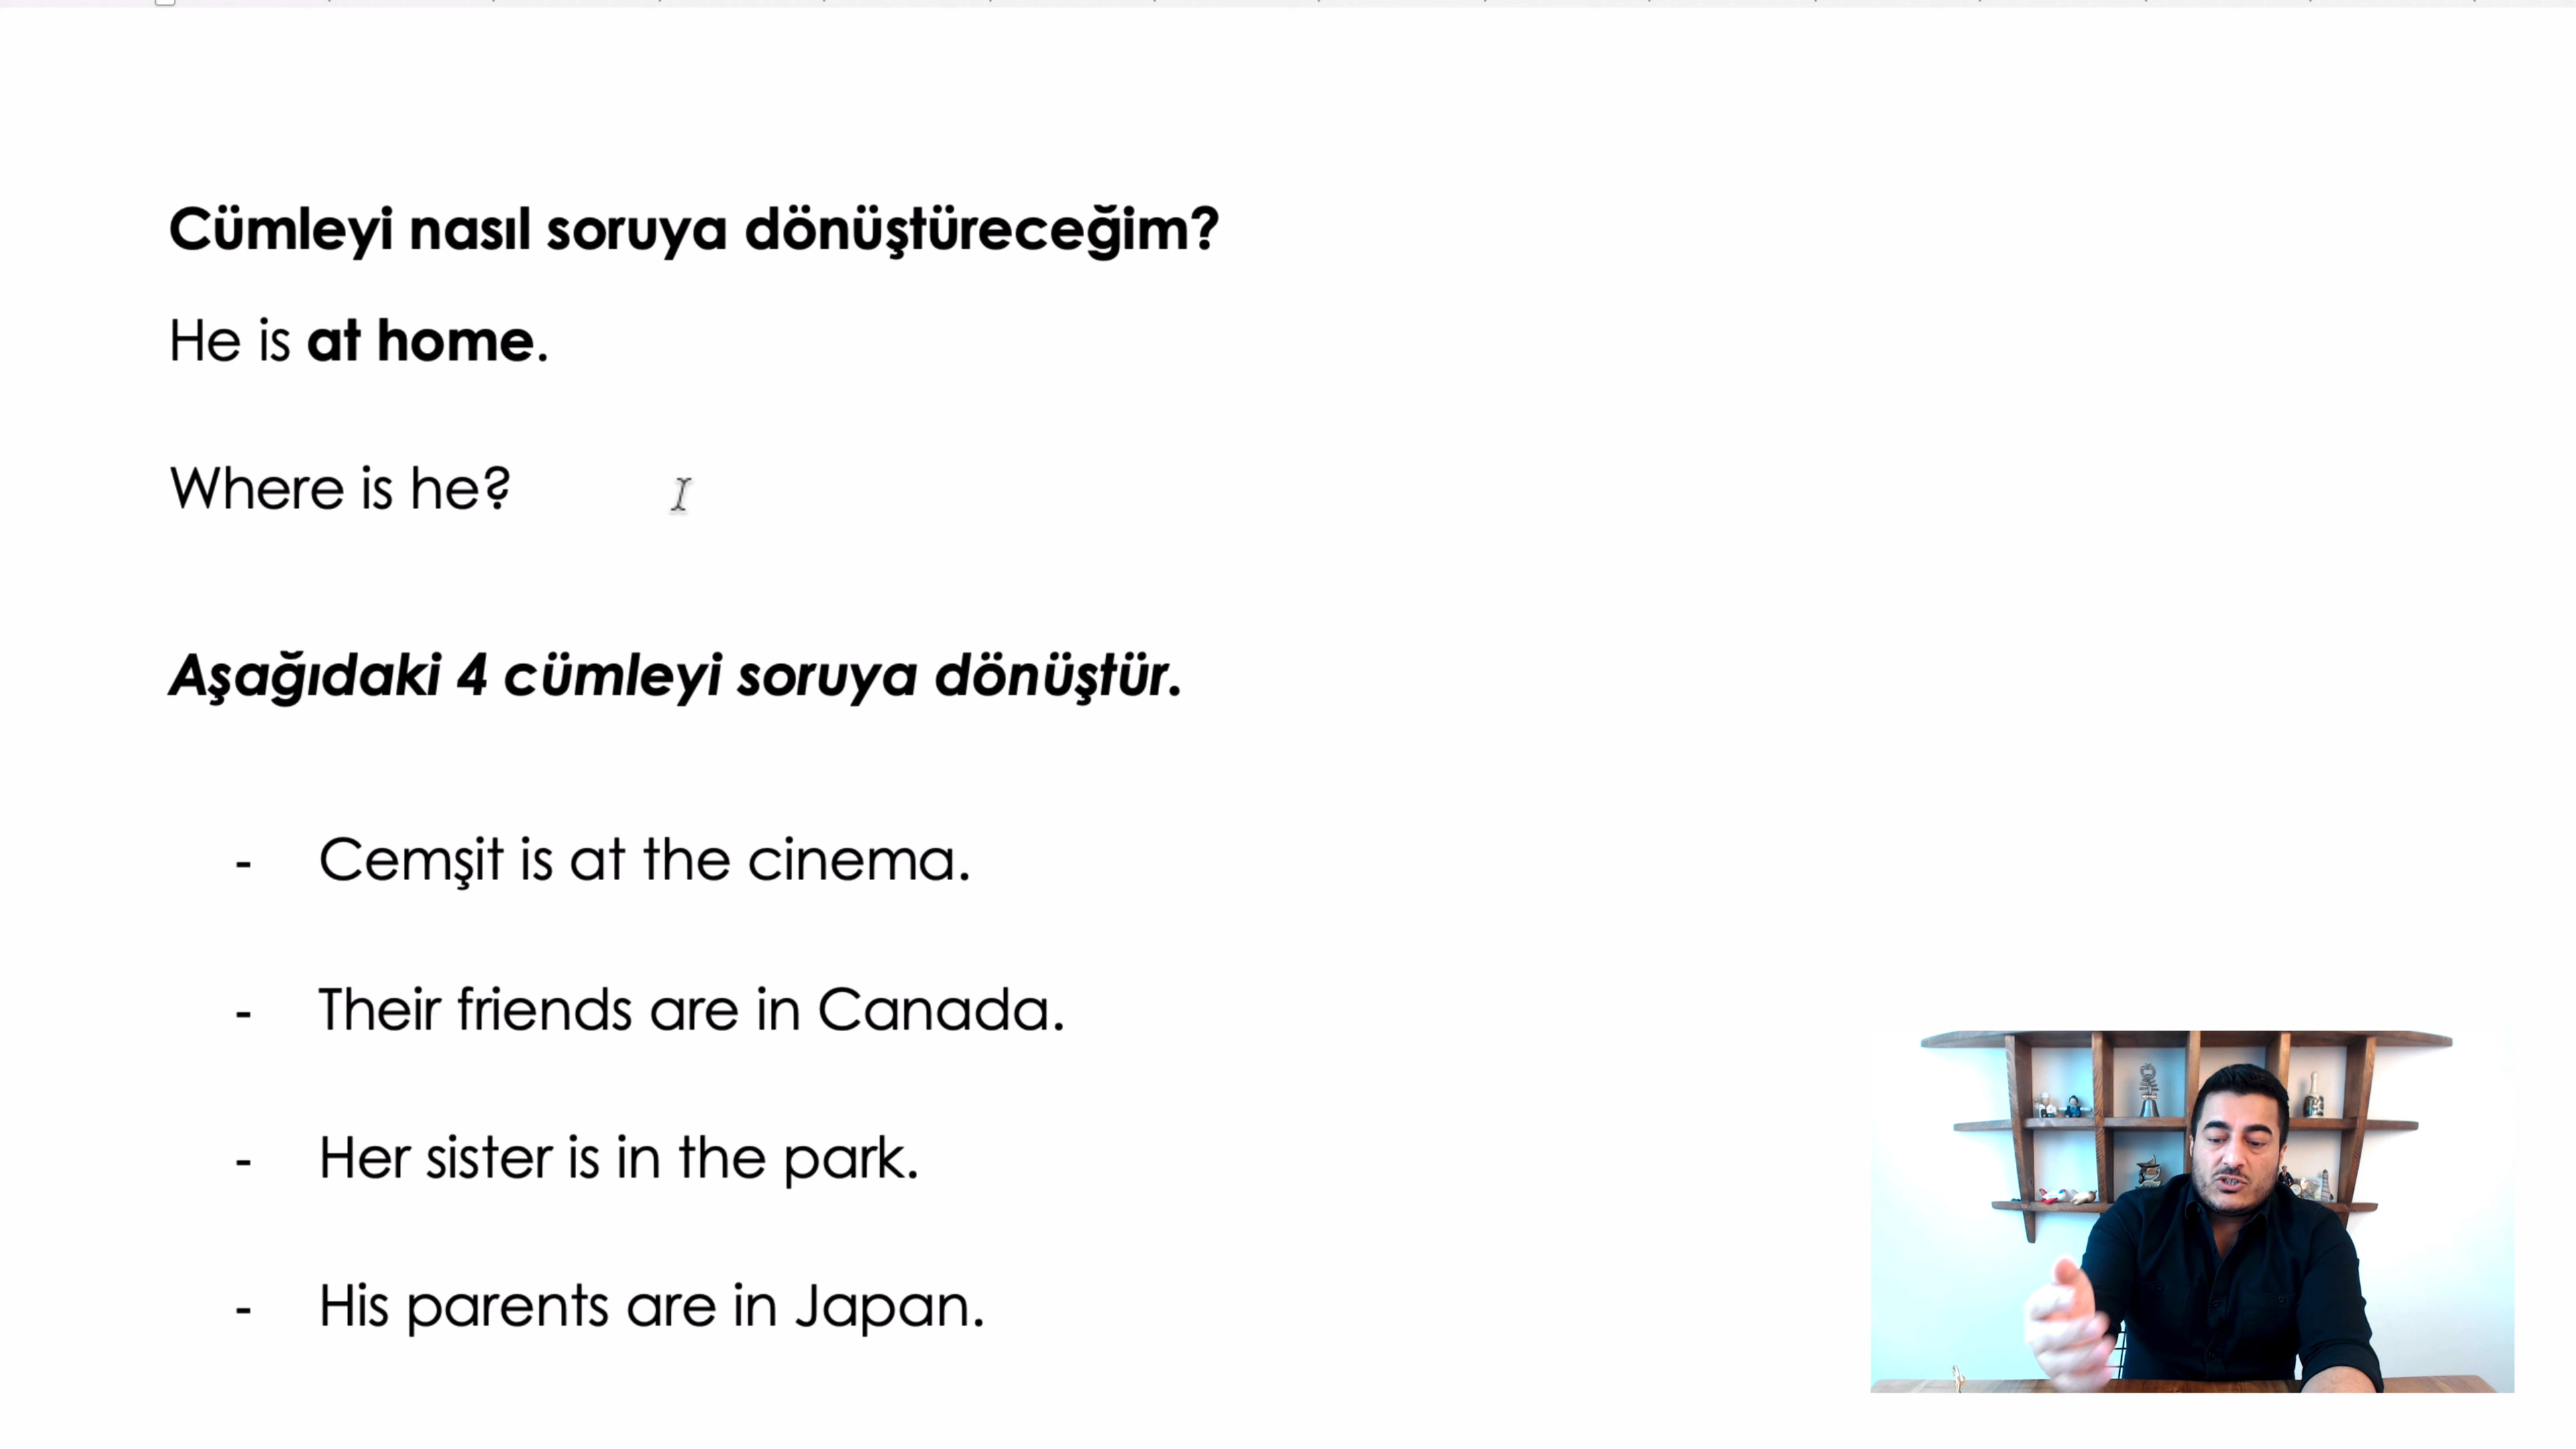 Cümleyi nasıl soruya dönüştüreceğim?
He is at home.
Where is he?
Aşağıdaki 4 cümleyi soruya dönüştür.
- Cemşit is at the cinema.
- Their friends are in Canada.
- Her sister is in the park.
- His parents are in Japan.